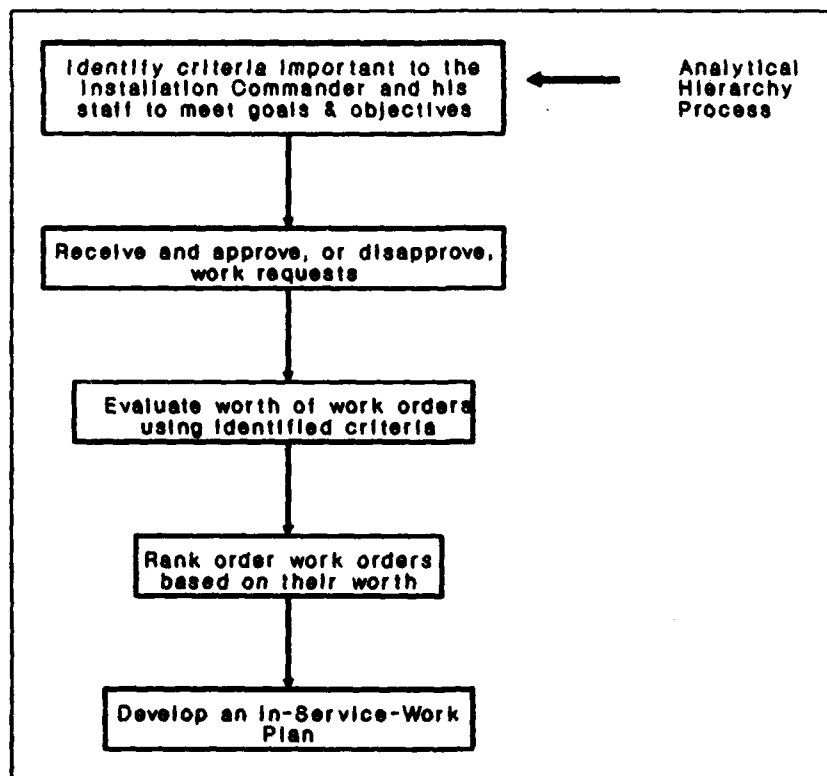 Identify criteria important to the
Installation Commander and his
staff to meet goals & objectives
Analytical
Hierarchy
Process
Receive and approve, or disapprove,
work requests
Evaluate worth of work orders
using identified criteria
Rank order work orders
based on their worth
Develop an In-Service-Work
Plan